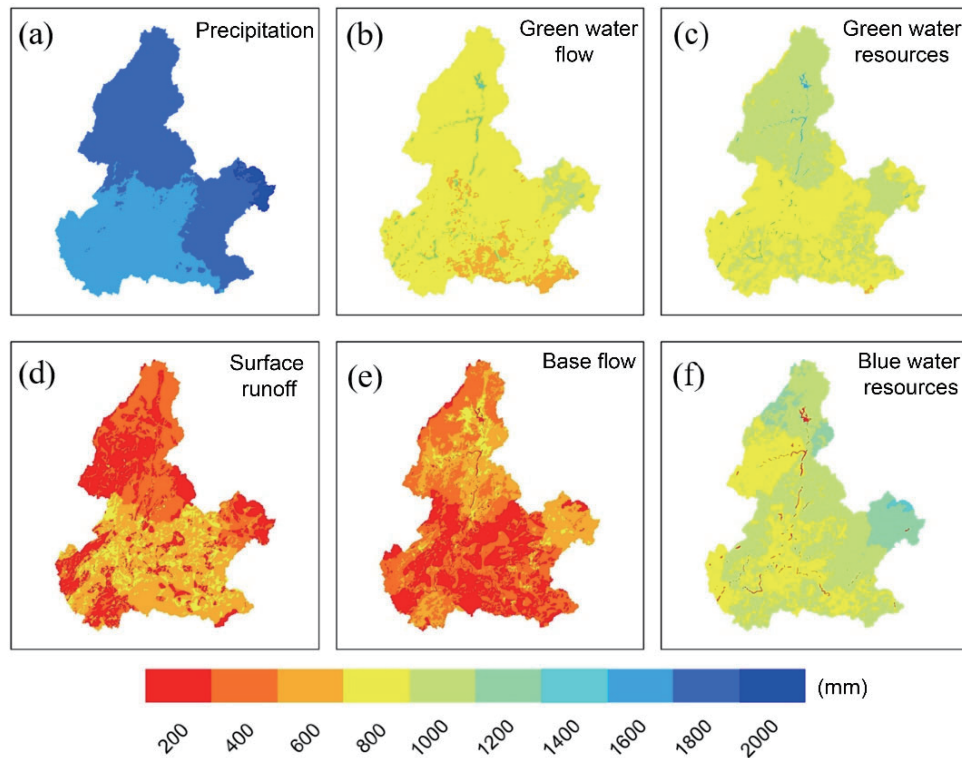 (a) Precipitation
(b) Green water
flow
(c) Green water
resources
(d) Surface
runoff
(e) Base flow
(f) Blue water
resources
(mm)
200 400 600 800 1000 1200 1400 1600 1800 2000